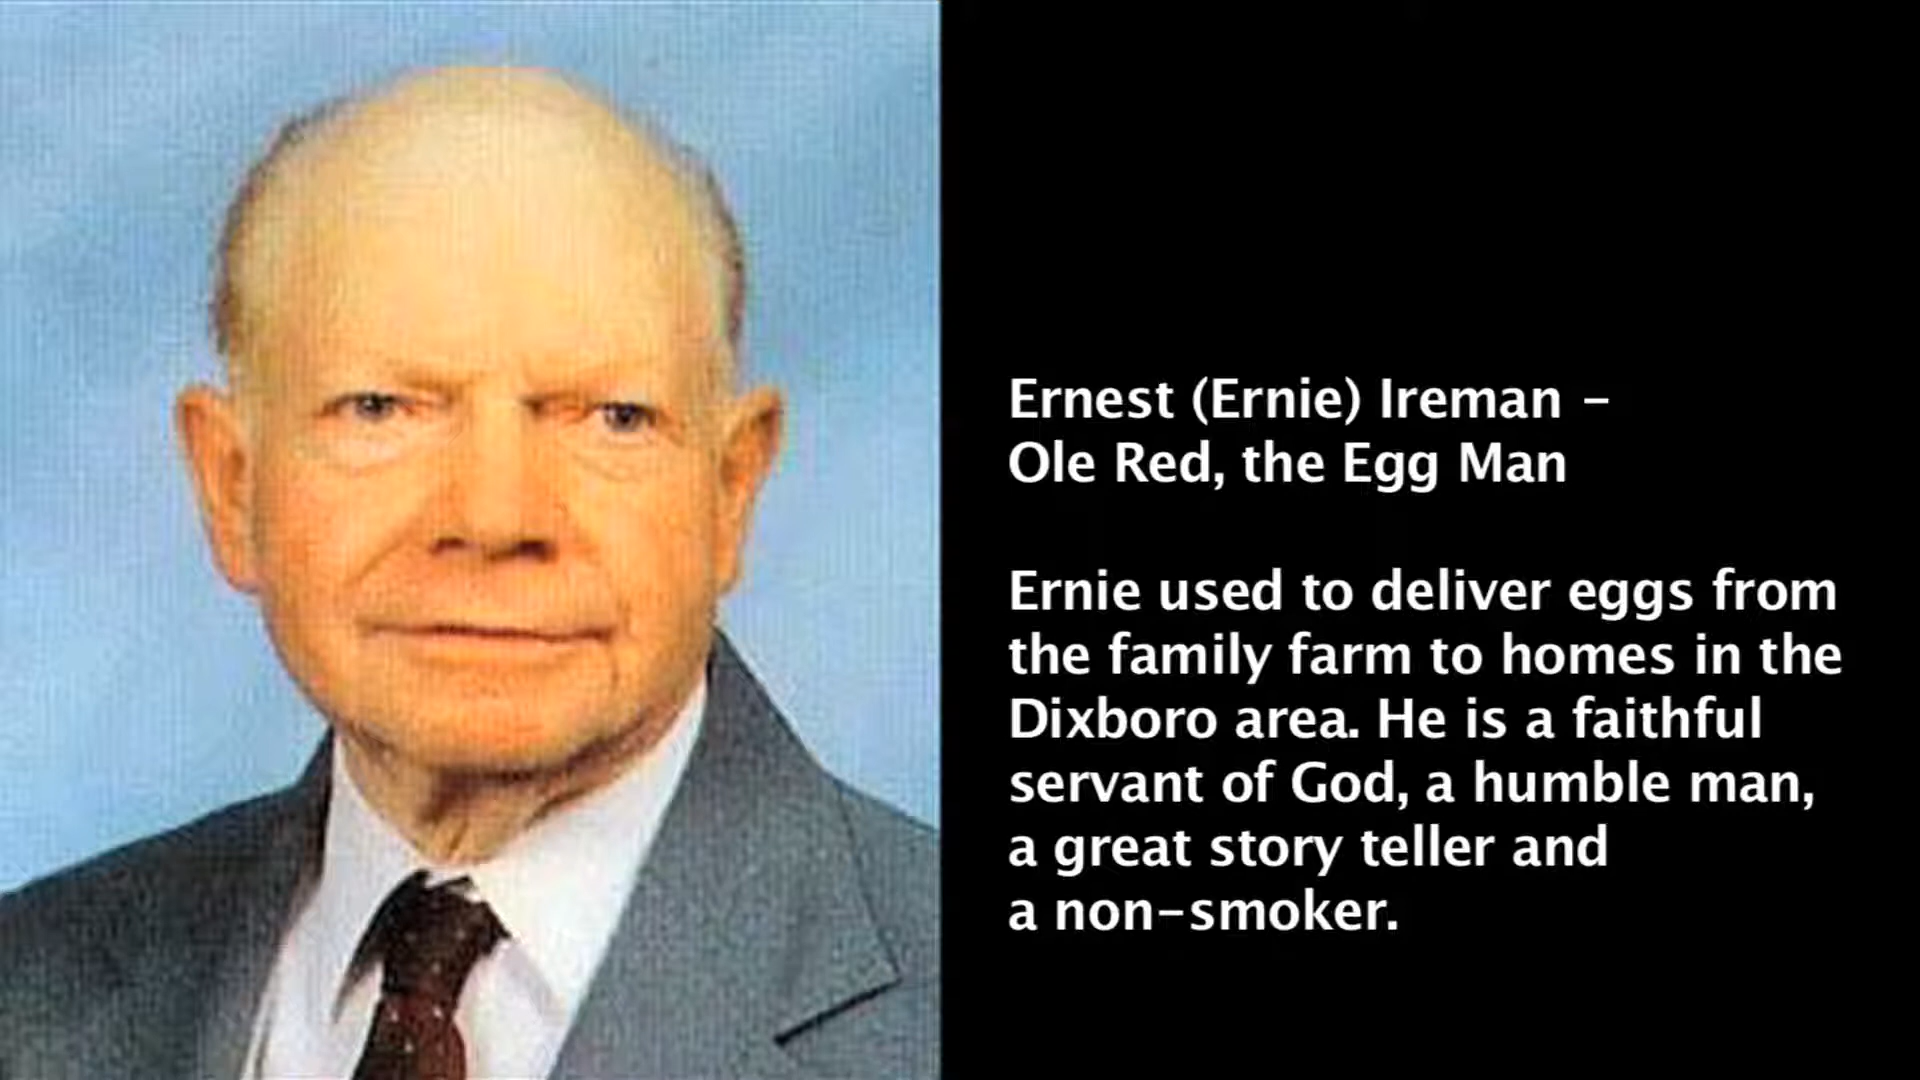 Ernest (Ernie) Ireman –
Ole Red, the Egg Man
Ernie used to deliver eggs from
the family farm to homes in the
Dixboro area. He is a faithful
servant of God, a humble man,
a great story teller and
a non–smoker.